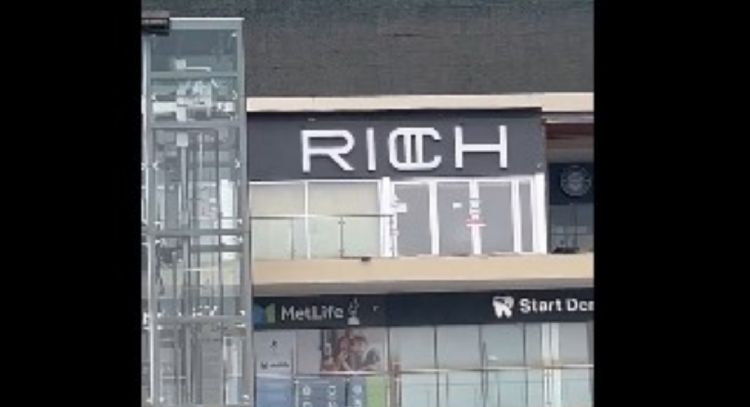 RICH
MetLife
Start Den